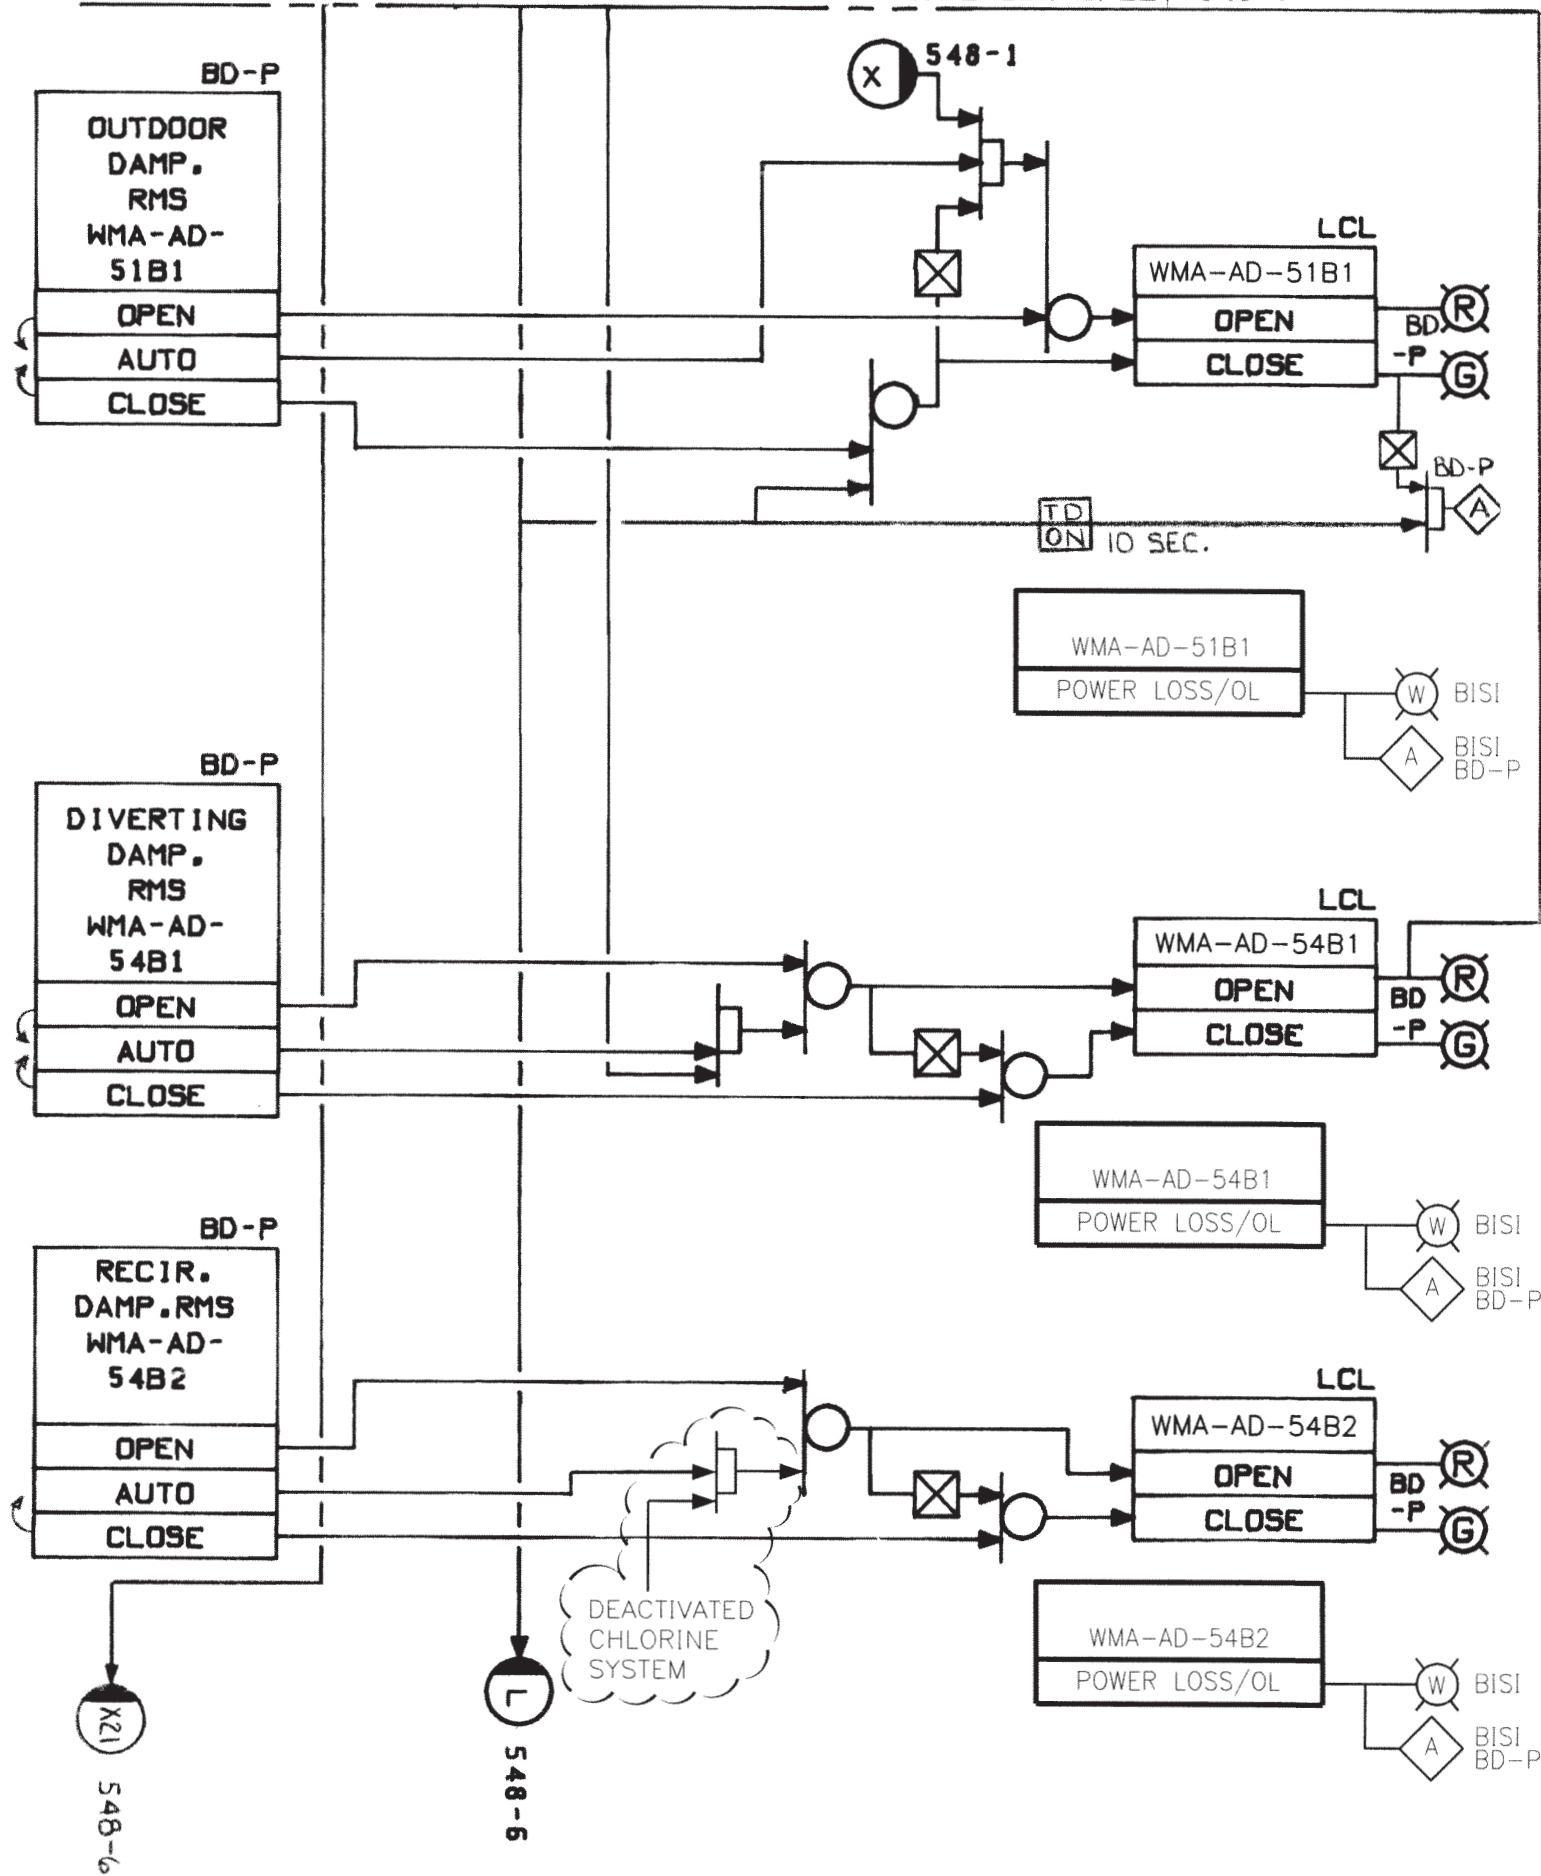 548-1
X
BD-P
OUTDOOR
DAMP.
RMS
WMA-AD-
51B1
OPEN
AUTO
CLOSE
LCL
WMA-AD-51B1
OPEN
CLOSE
R
BD
-P
G
BD-P
A
TD
ON
10 SEC.
WMA-AD-51B1
POWER LOSS/OL
W
BISI
A
BISI
BD-P
BD-P
DIVERTING
DAMP.
RMS
WMA-AD-
54B1
OPEN
AUTO
CLOSE
LCL
WMA-AD-54B1
OPEN
CLOSE
R
BD
-P
G
WMA-AD-54B1
POWER LOSS/OL
W
BISI
A
BISI
BD-P
BD-P
RECIR.
DAMP.RMS
WMA-AD-
54B2
OPEN
AUTO
CLOSE
LCL
WMA-AD-54B2
OPEN
CLOSE
R
BD
-P
G
DEACTIVATED
CHLORINE
SYSTEM
WMA-AD-54B2
POWER LOSS/OL
W
BISI
A
BISI
BD-P
X21
548-6
L
548-6